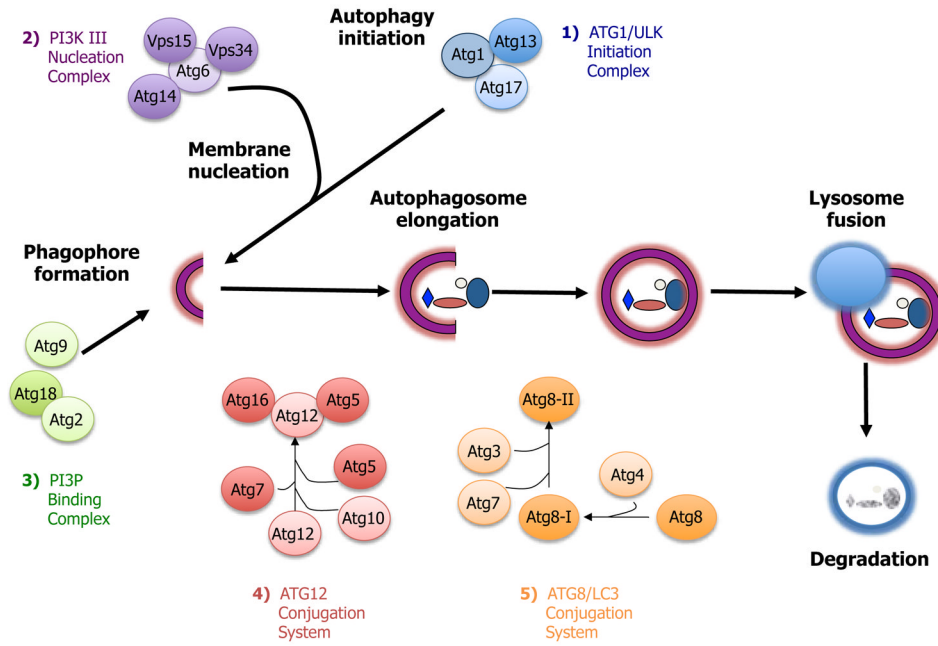 Autophagy
initiation
1) ATG1/ULK
Initiation
Complex
Atg1
Atg13
Atg17
2) PI3K III
Nucleation
Complex
Vps15
Vps34
Atg6
Atg14
Membrane
nucleation
Phagophore
formation
Autophagosome
elongation
Lysosome
fusion
Atg9
Atg18
Atg2
3) PI3P
Binding
Complex
Atg16
Atg12
Atg5
Atg5
Atg7
Atg10
Atg12
4) ATG12
Conjugation
System
Atg8-II
Atg3
Atg4
Atg7
Atg8-I
Atg8
5) ATG8/LC3
Conjugation
System
Degradation